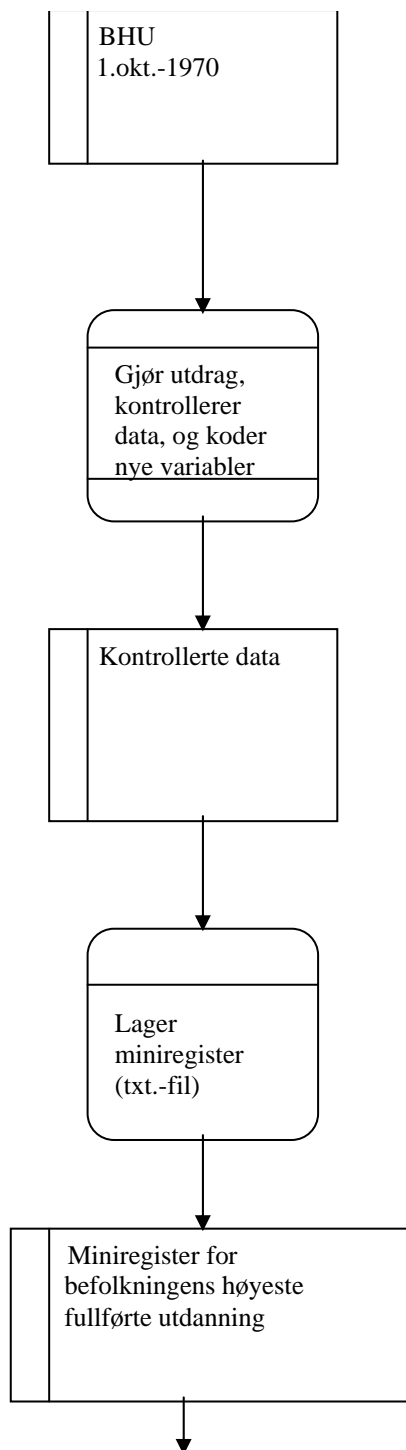 BHU
1.okt.-1970
Gjør utdrag,
kontrollerer
data, og koder
nye variabler
Kontrollerte data
Lager
miniregister
(txt.-fil)
Miniregister for
befolkningens høyeste
fullførte utdanning